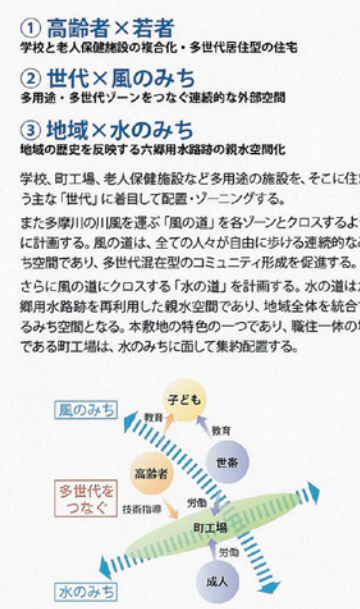 ① 高齢者×若者
学校と老人保健施設の複合化・多世代居住型の住宅
② 世代×風のみち
多用途・多世代ゾーンをつなぐ連続的な外部空間
③ 地域×水のみち
地域の歴史を反映する六郷用水路跡の親水空間化
学校、町工場、老人保健施設など多用途の施設を、そこに住
う主な「世代」に着目して配置・ゾーニングする。
また多摩川の川風を運ぶ「風の道」を各ゾーンとクロスするよ
に計画する。風の道は、全ての人々が自由に歩ける連続的な
ち空間であり、多世代混在型のコミュニティ形成を促進する。
さらに風の道にクロスする「水の道」を計画する。水の道は
郷用水路跡を再利用した親水空間であり、地域全体を統合
るみち空間となる。本敷地の特色の一つであり、職住一体の
である町工場は、水のみちに面して集約配置する。
子ども
風のみち
教育
教育
世帯
高齢者
多世代を
つなぐ
技術指導
労働
町工場
労働
水のみち
成人